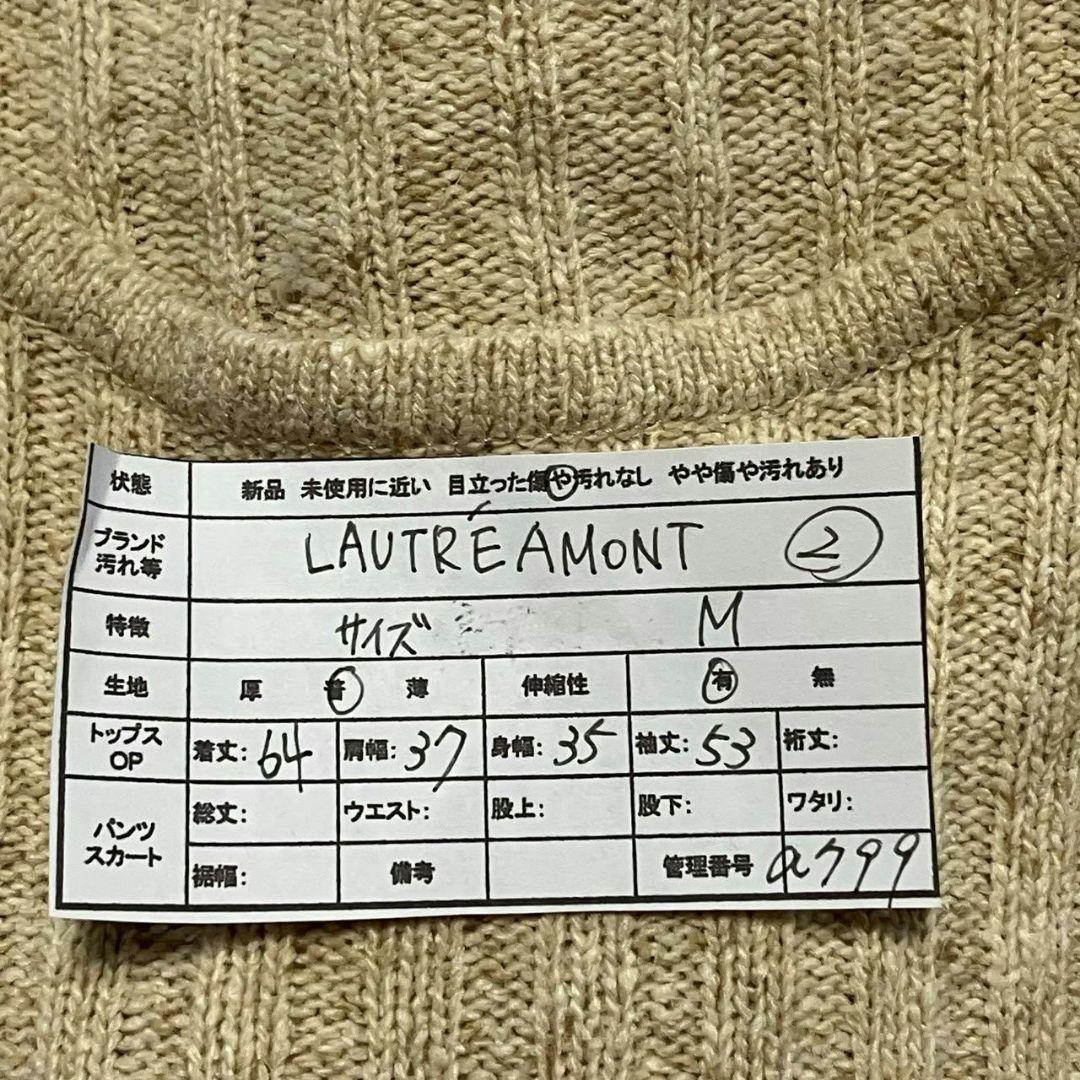 状態 新品 未使用に近い 目立った傷や汚れなし やや傷や汚れあり
ブランド
汚れ等 LAUTRÉAMONT ②
特徴 サイズ M
生地 厚 普 薄 伸縮性 有 無
トップス
OP 着丈: 64 肩幅: 37 身幅: 35 袖丈: 53 裄丈:
パンツ
スカート 総丈: ウエスト: 股上: 股下: ワタリ:
裾幅: 備考 管理番号 a799